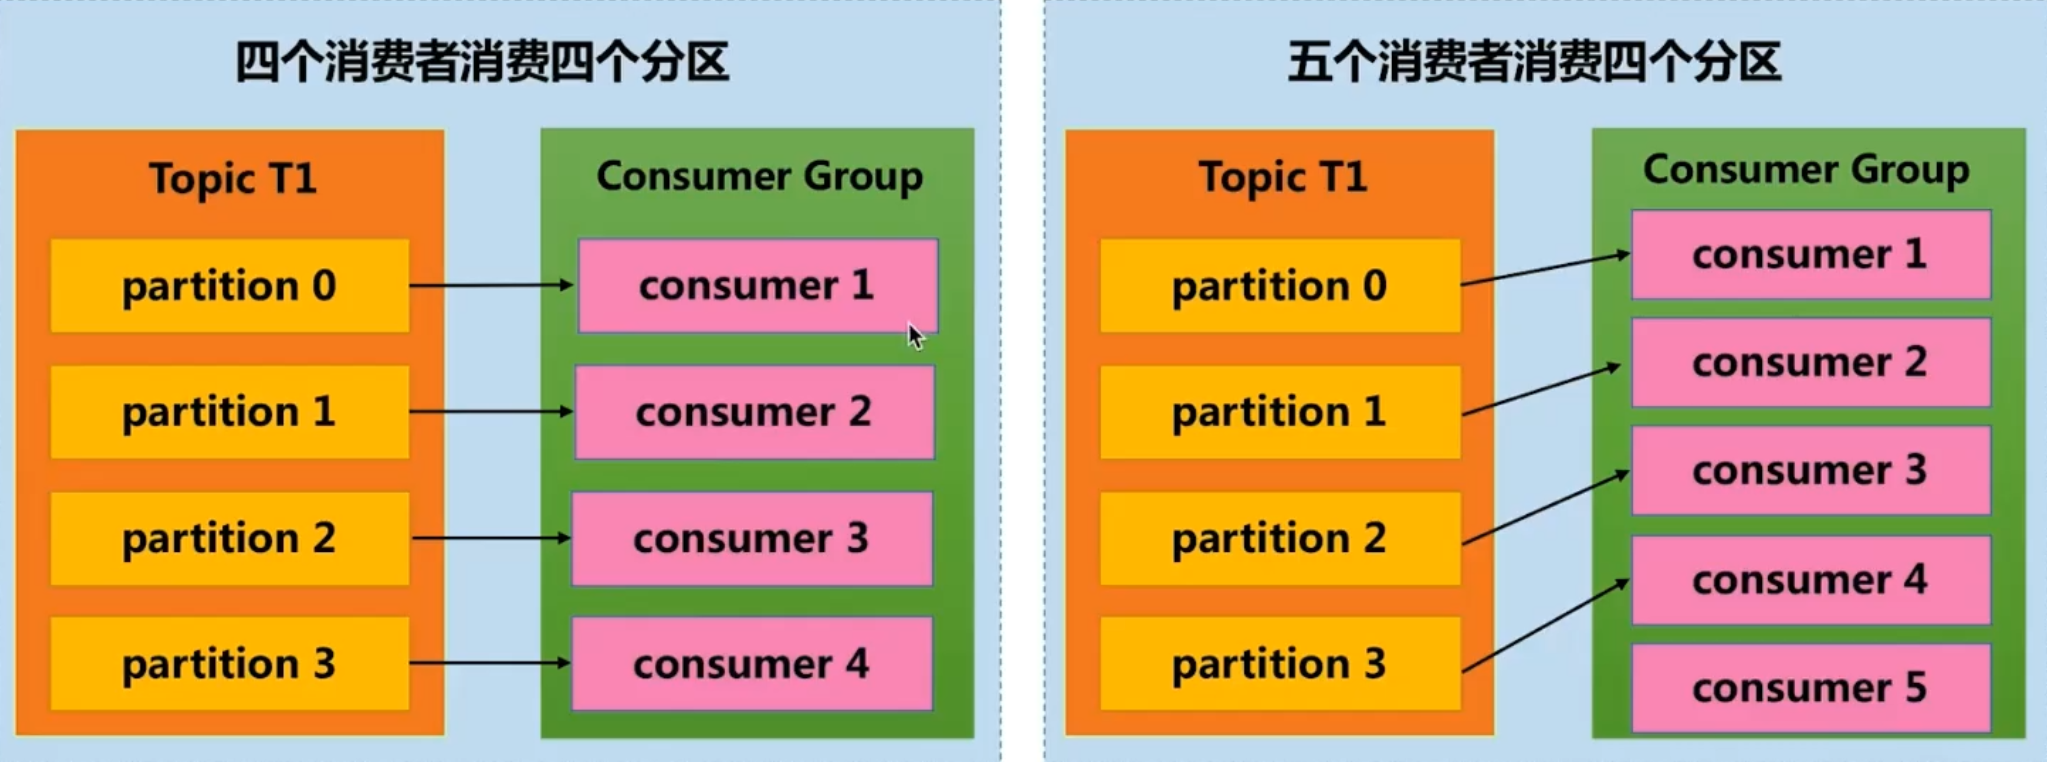 四个消费者消费四个分区
Topic T1
partition 0
partition 1
partition 2
partition 3
Consumer Group
consumer 1
consumer 2
consumer 3
consumer 4
五个消费者消费四个分区
Topic T1
partition 0
partition 1
partition 2
partition 3
Consumer Group
consumer 1
consumer 2
consumer 3
consumer 4
consumer 5